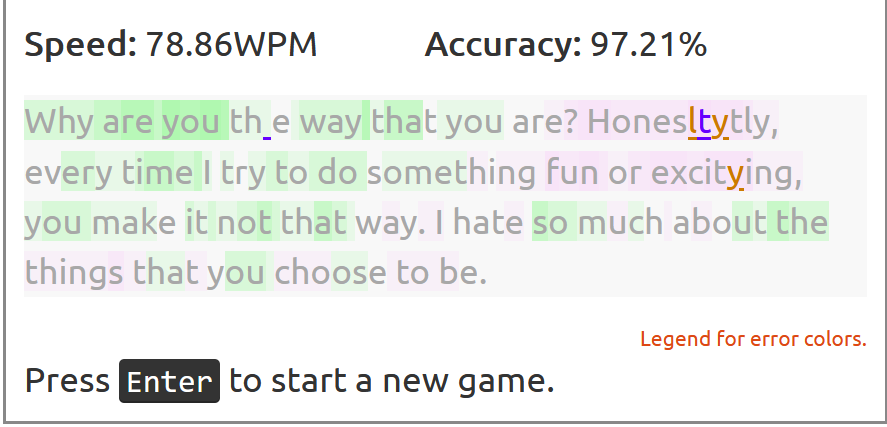 Speed: 78.86WPM Accuracy: 97.21%
Why are you th e way that you are? Honesltytly,
every time I try to do something fun or excitying,
you make it not that way. I hate so much about the
things that you choose to be.
Legend for error colors.
Press Enter to start a new game.